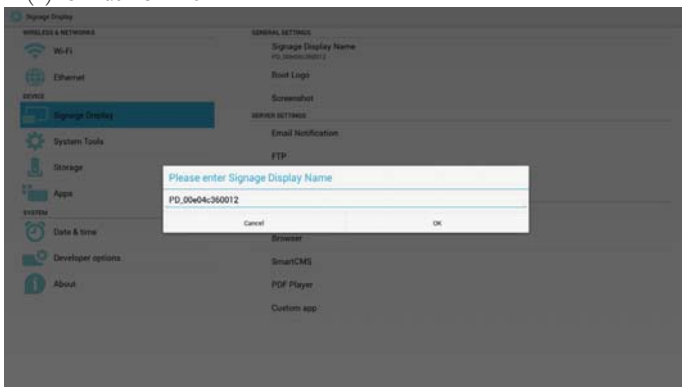 Signage Display
WIRELESS & NETWORKS
Wi-Fi
Ethernet
DEVICE
Signage Display
System Tools
Storage
Apps
SYSTEM
Date & time
Developer options
About
GENERAL SETTINGS
Signage Display Name
PD_00e04c360012
Boot Logo
Screenshot
SERVER SETTINGS
Email Notification
FTP
Please enter Signage Display Name
PD_00e04c360012
Cancel
OK
Browser
SmartCMS
PDF Player
Custom app